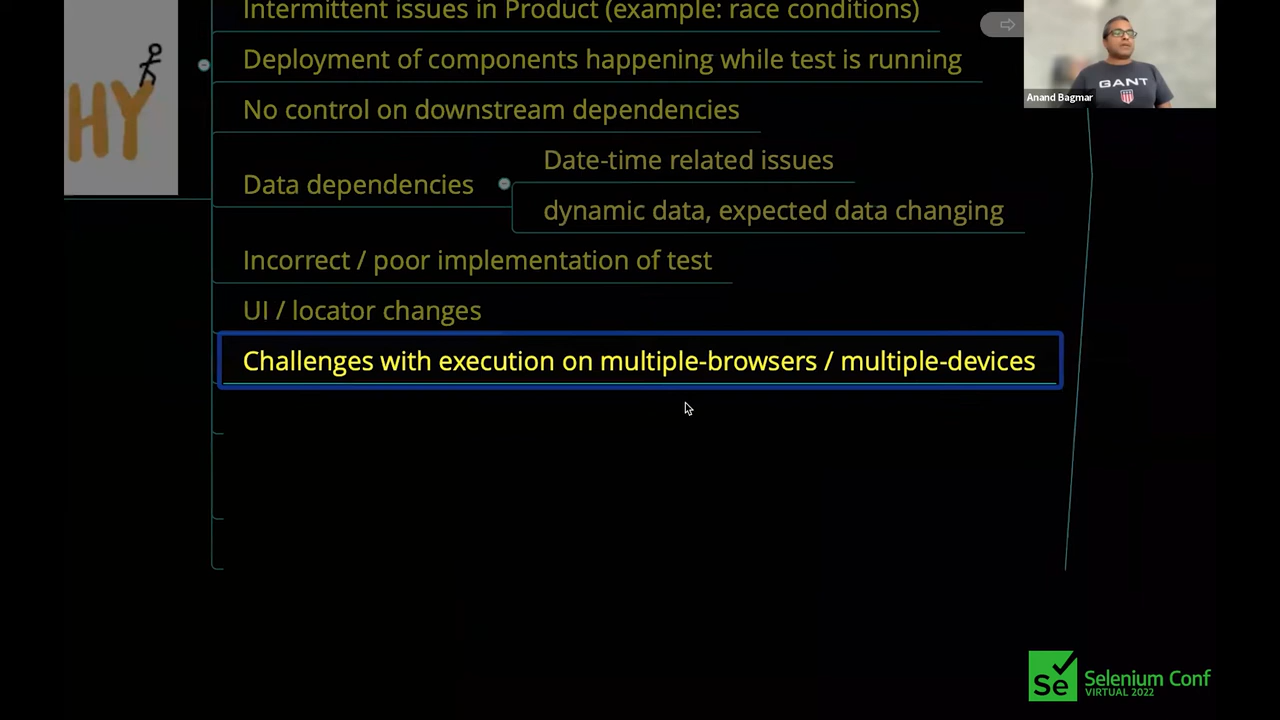 Intermittent issues in Product (example: race conditions)
Deployment of components happening while test is running
No control on downstream dependencies
Data dependencies
Date-time related issues
dynamic data, expected data changing
Incorrect / poor implementation of test
UI / locator changes
Challenges with execution on multiple-browsers / multiple-devices
HY
GANT
Anand Bagmar
Se
Selenium Conf
VIRTUAL 2022